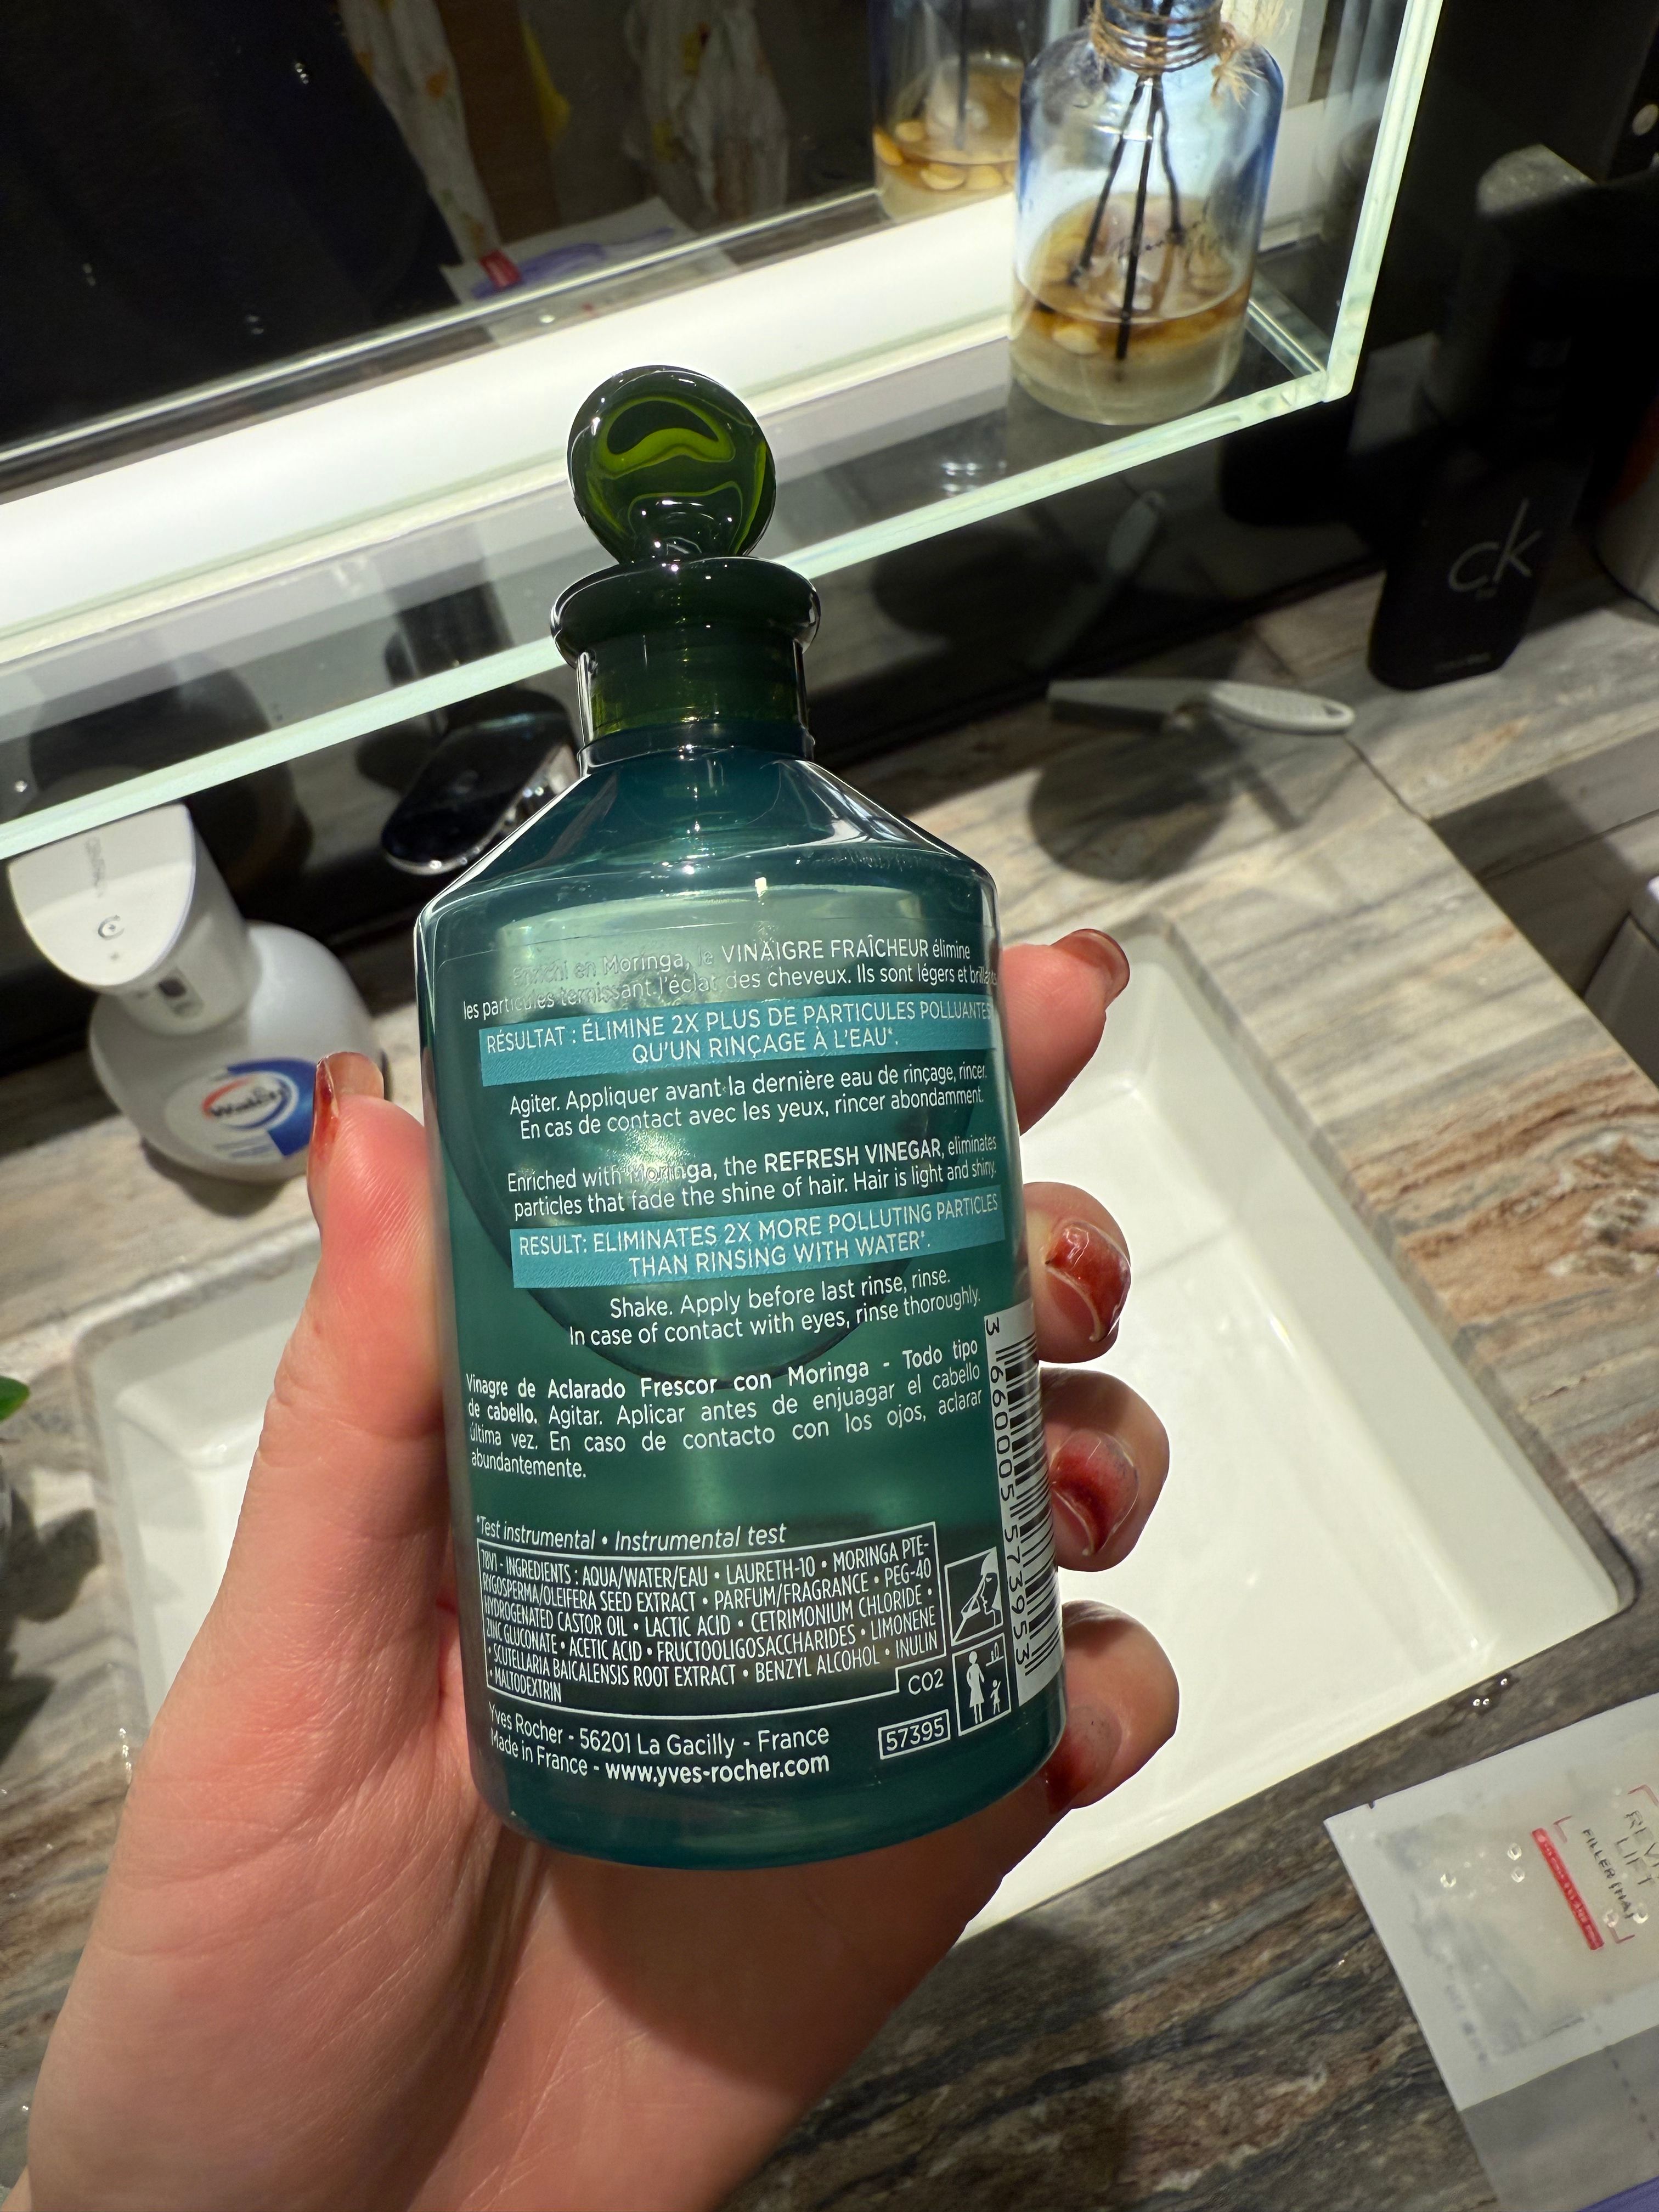 Enrichi en Moringa, le VINAIGRE FRAÎCHEUR élimine
les particules ternissant l'éclat des cheveux. Ils sont légers et brillants.
RÉSULTAT : ÉLIMINE 2X PLUS DE PARTICULES POLLUANTES
QU'UN RINÇAGE À L'EAU*.
Agiter. Appliquer avant la dernière eau de rinçage, rincer.
En cas de contact avec les yeux, rincer abondamment.
Enriched with Moringa, the REFRESH VINEGAR, eliminates
particles that fade the shine of hair. Hair is light and shiny.
RESULT: ELIMINATES 2X MORE POLLUTING PARTICLES
THAN RINSING WITH WATER*.
Shake. Apply before last rinse, rinse.
In case of contact with eyes, rinse thoroughly.
Vinagre de Aclarado Frescor con Moringa - Todo tipo
de cabello. Agitar. Aplicar antes de enjuagar el cabello
última vez. En caso de contacto con los ojos, aclarar
abundantemente.
*Test instrumental • Instrumental test
78V1 - INGREDIENTS : AQUA/WATER/EAU • LAURETH-10 • MORINGA PTE-
RYGOSPERMA/OLEIFERA SEED EXTRACT • PARFUM/FRAGRANCE • PEG-40
HYDROGENATED CASTOR OIL • LACTIC ACID • CETRIMONIUM CHLORIDE •
ZINC GLUCONATE • ACETIC ACID • FRUCTOOLIGOSACCHARIDES • LIMONENE
• SCUTELLARIA BAICALENSIS ROOT EXTRACT • BENZYL ALCOHOL • INULIN
• MALTODEXTRIN
CO2
Yves Rocher - 56201 La Gacilly - France
Made in France - www.yves-rocher.com
57395
3 660005 573953
ck
Walch
REVI
LIFT
FILLER [HA]